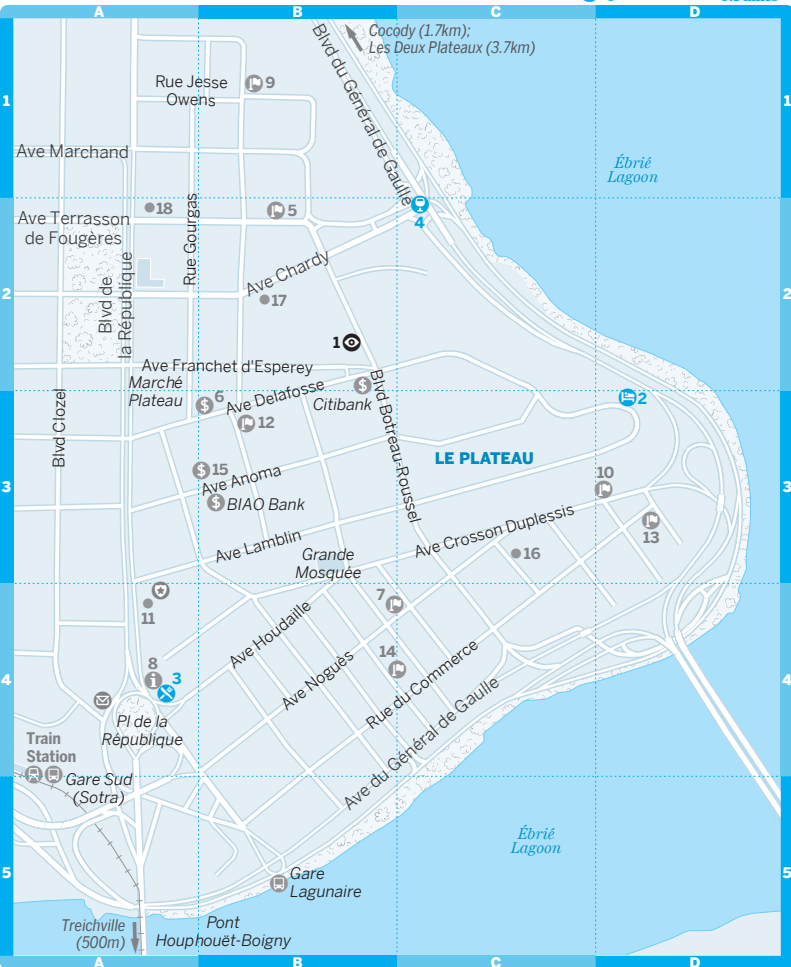 A
B
C
D
Cocody (1.7km);
Les Deux Plateaux (3.7km)
Blvd du Général de Gaulle
Rue Jesse
Owens
9
1
1
Ave Marchand
Ébrié
Lagoon
18
5
4
Ave Terrasson
de Fougères
Rue Gourgas
Ave Chardy
Blvd de
la République
17
2
2
1
Ave Franchet d'Esperey
Marché
Plateau
6
Ave Delafosse
Citibank
2
12
Blvd Clozel
Blvd Botreau-Roussel
LE PLATEAU
15
Ave Anoma
BIAO Bank
10
3
3
13
Ave Lamblin
Ave Crosson Duplessis
16
Grande
Mosquée
11
7
Ave Houdaille
14
8
3
Ave Noguès
Rue du Commerce
4
4
Pl de la
République
Ave du Général de Gaulle
Train
Station
Gare Sud
(Sotra)
Ébrié
Lagoon
5
5
Gare
Lagunaire
Treichville
(500m)
Pont
Houphouët-Boigny
A
B
C
D